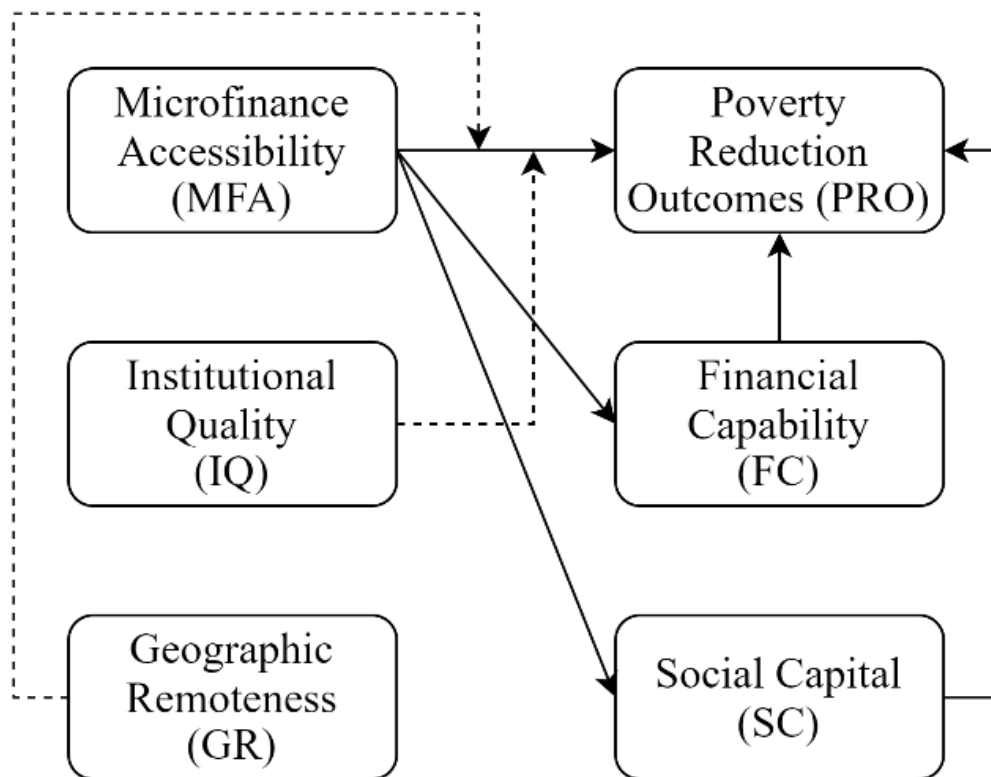 Microfinance
Accessibility
(MFA)
Poverty
Reduction
Outcomes (PRO)
Institutional
Quality
(IQ)
Financial
Capability
(FC)
Geographic
Remoteness
(GR)
Social Capital
(SC)